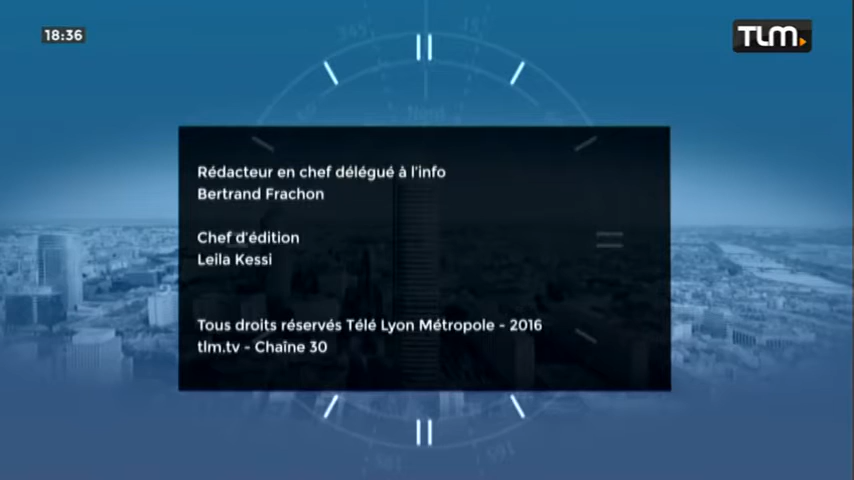 18:36
TLM
Rédacteur en chef délégué à l'info
Bertrand Frachon
Chef d'édition
Leila Kessi
Tous droits réservés Télé Lyon Métropole - 2016
tlm.tv - Chaîne 30